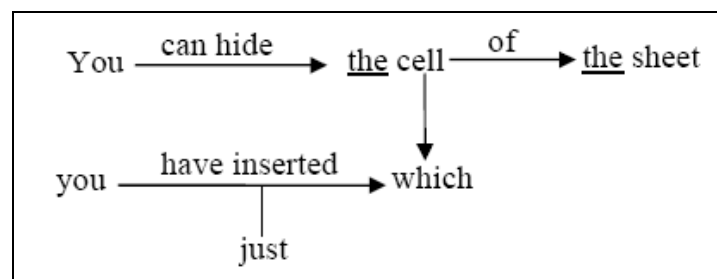 You can hide the cell of the sheet
you have inserted which
just